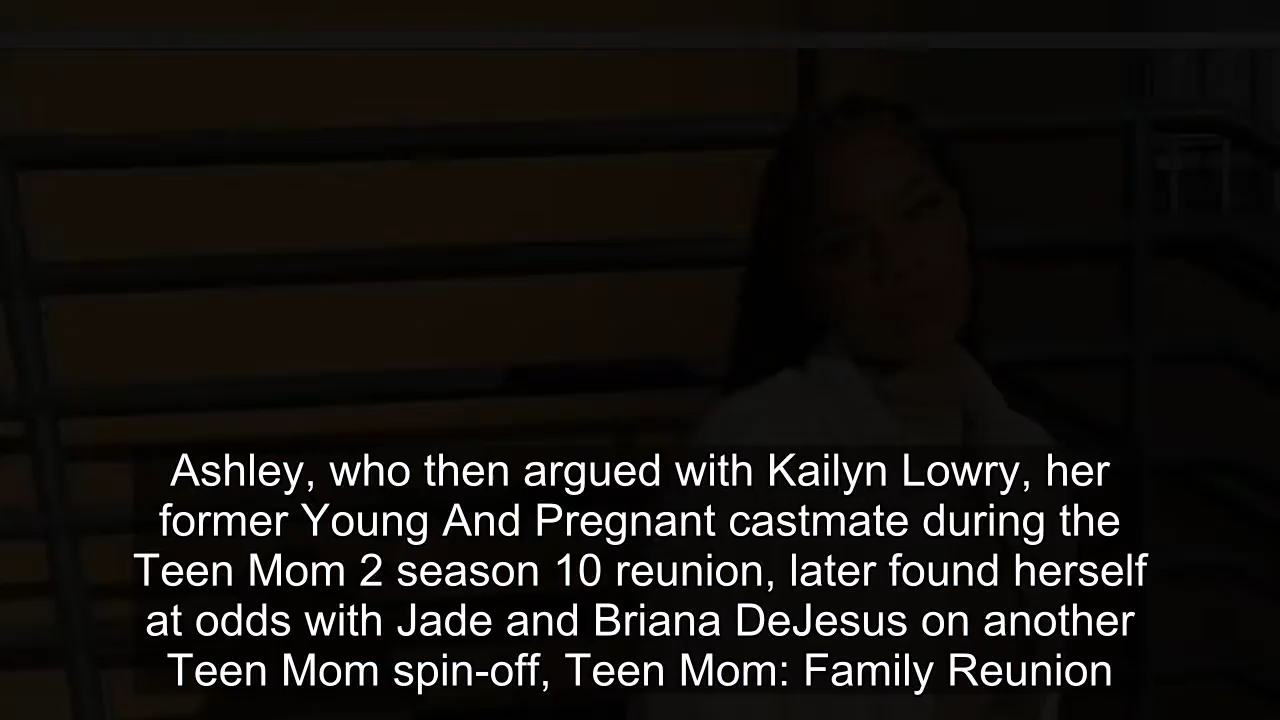 Ashley, who then argued with Kailyn Lowry, her
former Young And Pregnant castmate during the
Teen Mom 2 season 10 reunion, later found herself
at odds with Jade and Briana DeJesus on another
Teen Mom spin-off, Teen Mom: Family Reunion